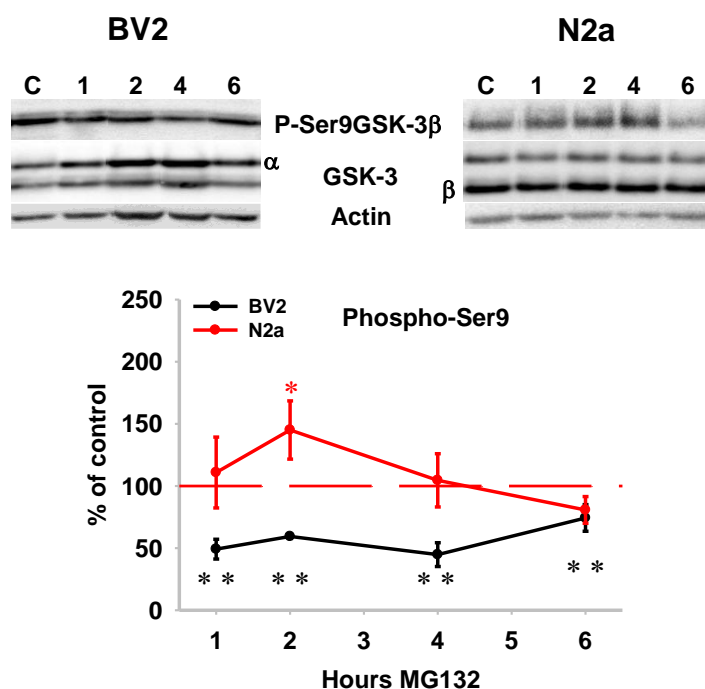 BV2 N2a
C 1 2 4 6 C 1 2 4 6
P-Ser9GSK-3β
α GSK-3 β
Actin
250
200
150
100
50
0
% of control
BV2
N2a
Phospho-Ser9
*
* * * * * * * *
1 2 3 4 5 6
Hours MG132